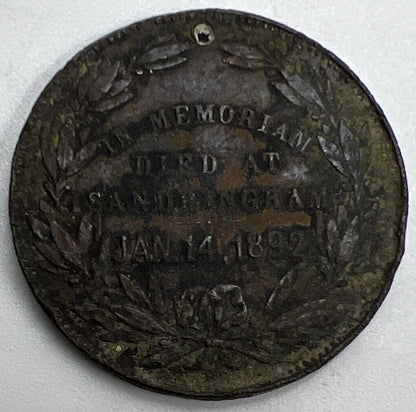 IN MEMORIAM
DIED AT
SANDRINGHAM
JAN. 14. 1892